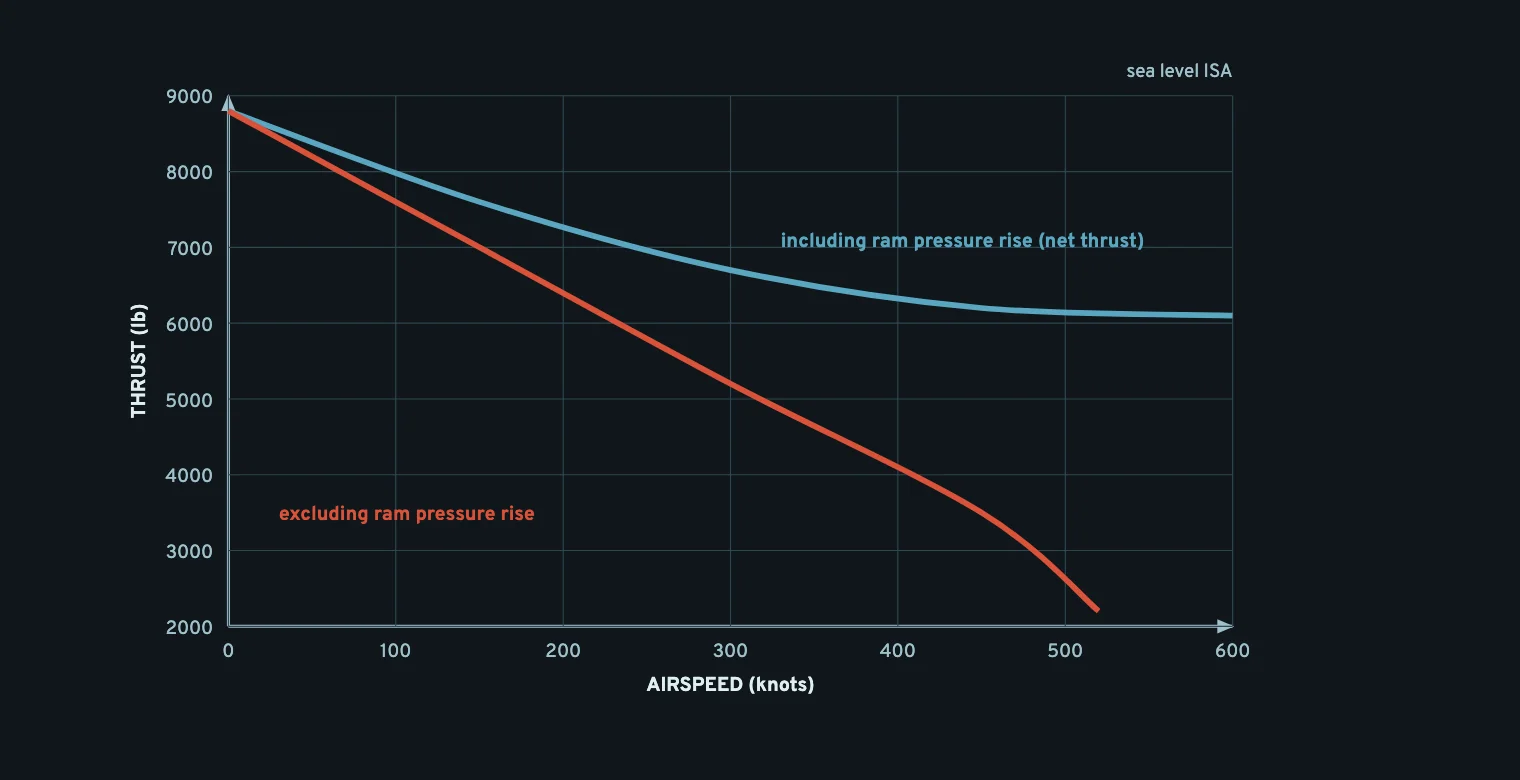 sea level ISA
9000
8000
7000
6000
5000
4000
3000
2000
THRUST (lb)
including ram pressure rise (net thrust)
excluding ram pressure rise
0 100 200 300 400 500 600
AIRSPEED (knots)